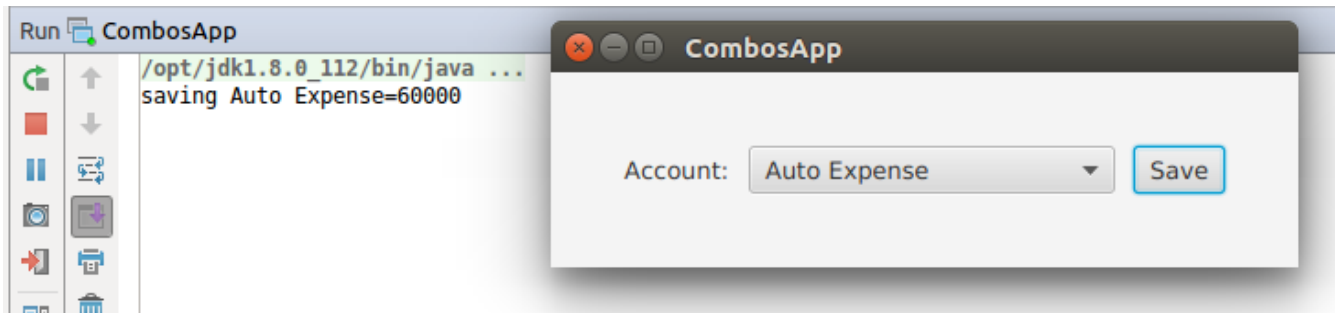 Run CombosApp
/opt/jdk1.8.0_112/bin/java ...
saving Auto Expense=60000
CombosApp
Account: Auto Expense Save